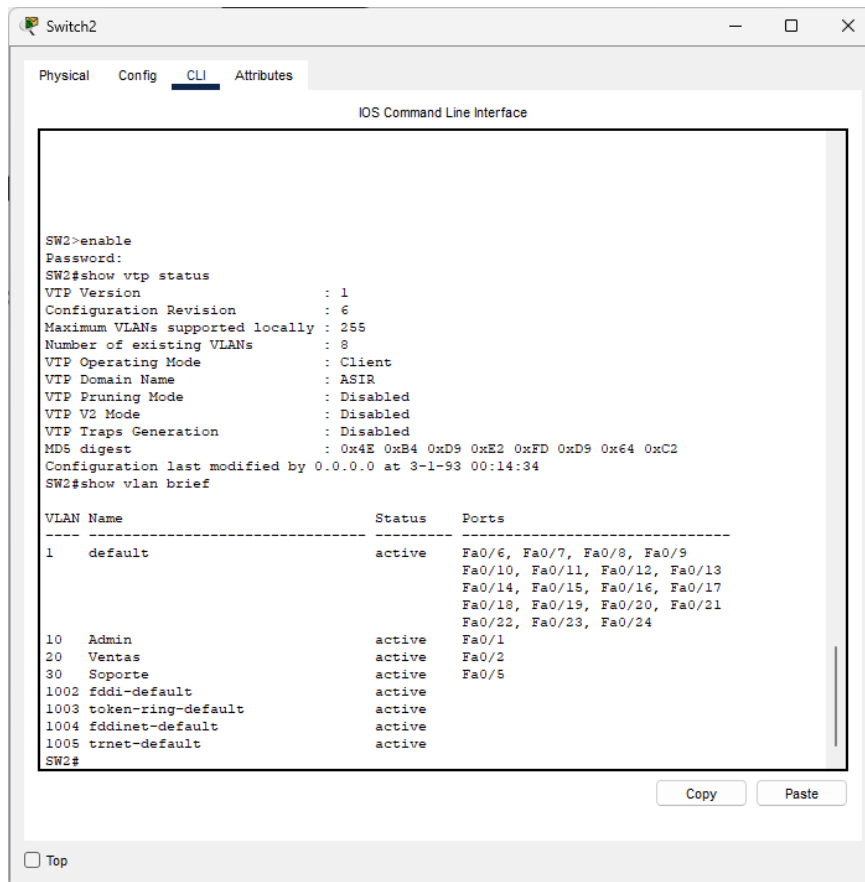 Switch2
Physical Config CLI Attributes
IOS Command Line Interface
SW2>enable
Password:
SW2#show vtp status
VTP Version                     : 1
Configuration Revision          : 6
Maximum VLANs supported locally : 255
Number of existing VLANs        : 8
VTP Operating Mode              : Client
VTP Domain Name                 : ASIR
VTP Pruning Mode                : Disabled
VTP V2 Mode                     : Disabled
VTP Traps Generation            : Disabled
MD5 digest                      : 0x4E 0xB4 0xD9 0xE2 0xFD 0xD9 0x64 0xC2
Configuration last modified by 0.0.0.0 at 3-1-93 00:14:34
SW2#show vlan brief
VLAN Name                             Status    Ports
---- -------------------------------- --------- -------------------------------
1    default                          active    Fa0/6, Fa0/7, Fa0/8, Fa0/9
                                                Fa0/10, Fa0/11, Fa0/12, Fa0/13
                                                Fa0/14, Fa0/15, Fa0/16, Fa0/17
                                                Fa0/18, Fa0/19, Fa0/20, Fa0/21
                                                Fa0/22, Fa0/23, Fa0/24
10   Admin                            active    Fa0/1
20   Ventas                           active    Fa0/2
30   Soporte                          active    Fa0/5
1002 fddi-default                     active
1003 token-ring-default               active
1004 fddinet-default                  active
1005 trnet-default                    active
SW2#
Copy Paste
Top